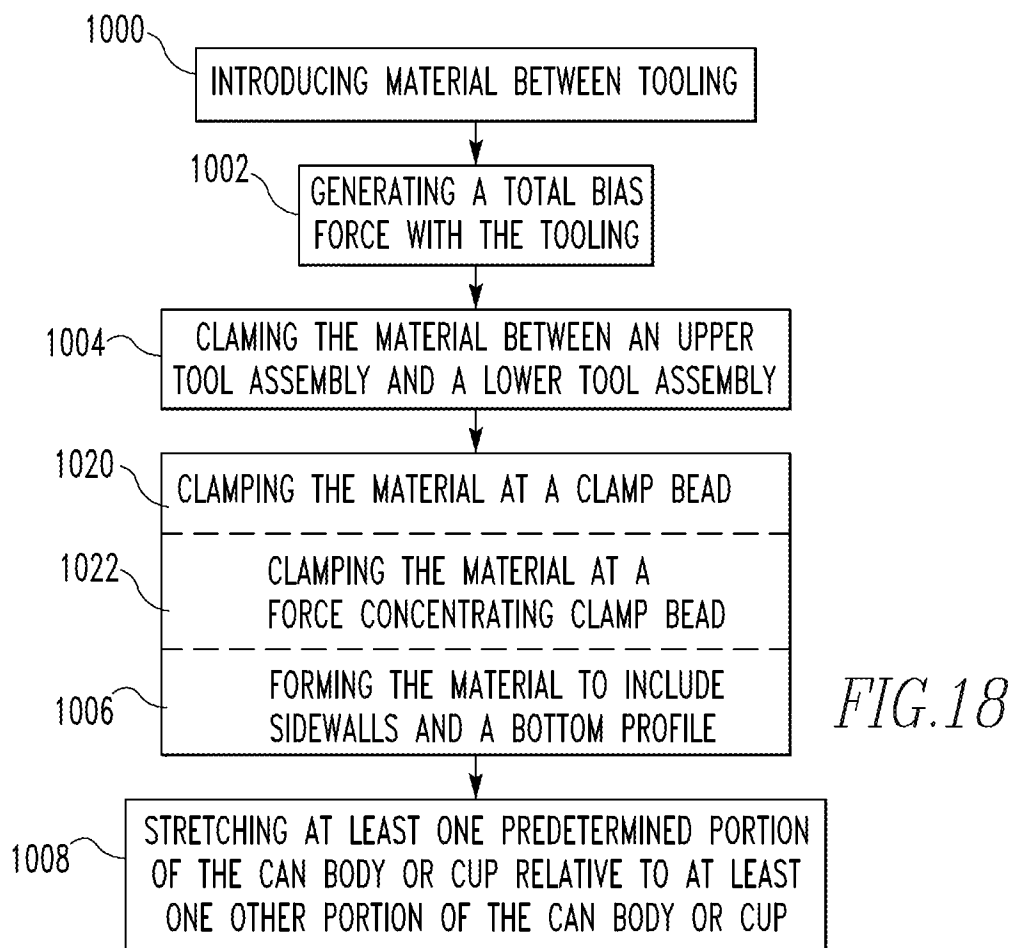 1000
INTRODUCING MATERIAL BETWEEN TOOLING
1002
GENERATING A TOTAL BIAS
FORCE WITH THE TOOLING
1004
CLAMING THE MATERIAL BETWEEN AN UPPER
TOOL ASSEMBLY AND A LOWER TOOL ASSEMBLY
1020
CLAMPING THE MATERIAL AT A CLAMP BEAD
1022
CLAMPING THE MATERIAL AT A
FORCE CONCENTRATING CLAMP BEAD
1006
FORMING THE MATERIAL TO INCLUDE
SIDEWALLS AND A BOTTOM PROFILE
FIG.18
1008
STRETCHING AT LEAST ONE PREDETERMINED PORTION
OF THE CAN BODY OR CUP RELATIVE TO AT LEAST
ONE OTHER PORTION OF THE CAN BODY OR CUP